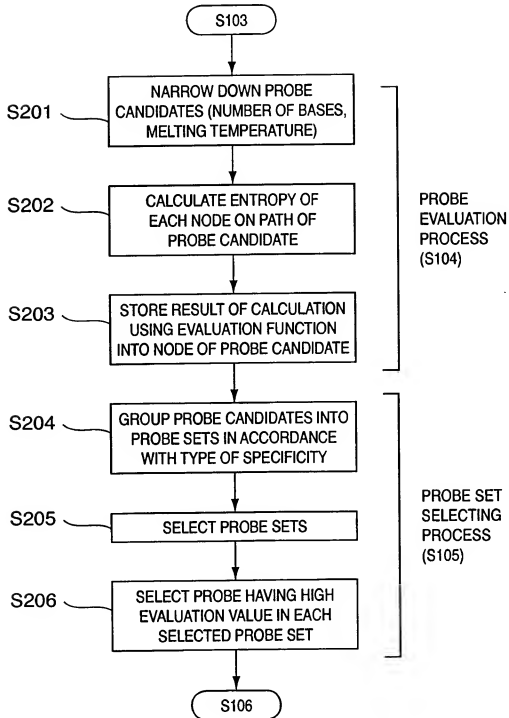 S103
S201
NARROW DOWN PROBE
CANDIDATES (NUMBER OF BASES,
MELTING TEMPERATURE)
S202
CALCULATE ENTROPY OF
EACH NODE ON PATH OF
PROBE CANDIDATE
PROBE
EVALUATION
PROCESS
(S104)
S203
STORE RESULT OF CALCULATION
USING EVALUATION FUNCTION
INTO NODE OF PROBE CANDIDATE
S204
GROUP PROBE CANDIDATES INTO
PROBE SETS IN ACCORDANCE
WITH TYPE OF SPECIFICITY
S205
SELECT PROBE SETS
PROBE SET
SELECTING
PROCESS
(S105)
S206
SELECT PROBE HAVING HIGH
EVALUATION VALUE IN EACH
SELECTED PROBE SET
S106